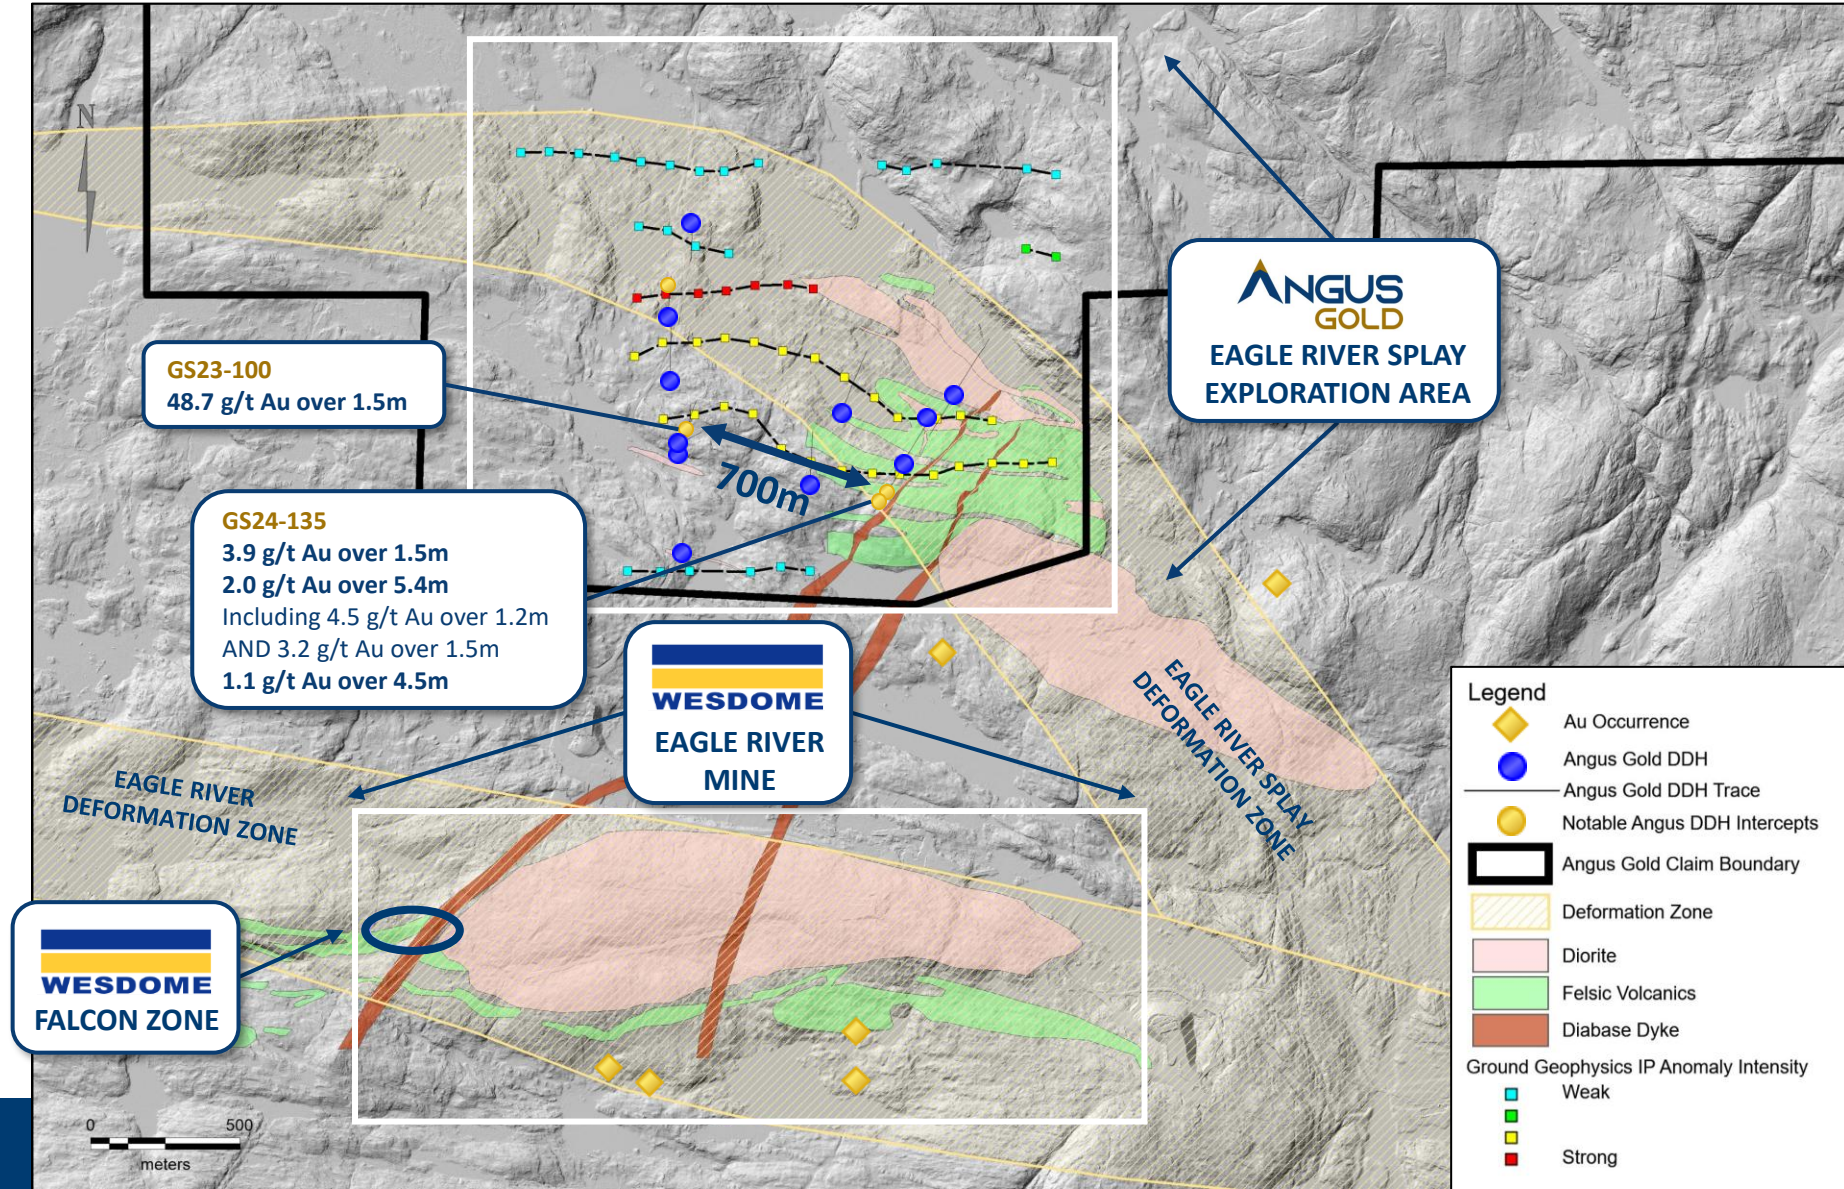 N
GS23-100
48.7 g/t Au over 1.5m
700m
GS24-135
3.9 g/t Au over 1.5m
2.0 g/t Au over 5.4m
Including 4.5 g/t Au over 1.2m
AND 3.2 g/t Au over 1.5m
1.1 g/t Au over 4.5m
ANGUS
GOLD
EAGLE RIVER SPLAY
EXPLORATION AREA
WESDOME
EAGLE RIVER
MINE
EAGLE RIVER SPLAY
DEFORMATION ZONE
EAGLE RIVER
DEFORMATION ZONE
WESDOME
FALCON ZONE
0 500
meters
Legend
Au Occurrence
Angus Gold DDH
Angus Gold DDH Trace
Notable Angus DDH Intercepts
Angus Gold Claim Boundary
Deformation Zone
Diorite
Felsic Volcanics
Diabase Dyke
Ground Geophysics IP Anomaly Intensity
Weak
Strong